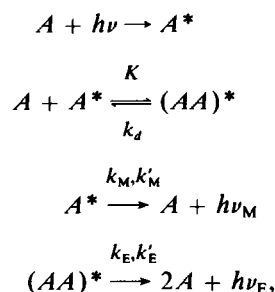 A + hν → A*
K
A + A* ⇌ (AA)*
k_d
k_M,k'_M
A* → A + hν_M
k_E,k'_E
(AA)* → 2A + hν_E,